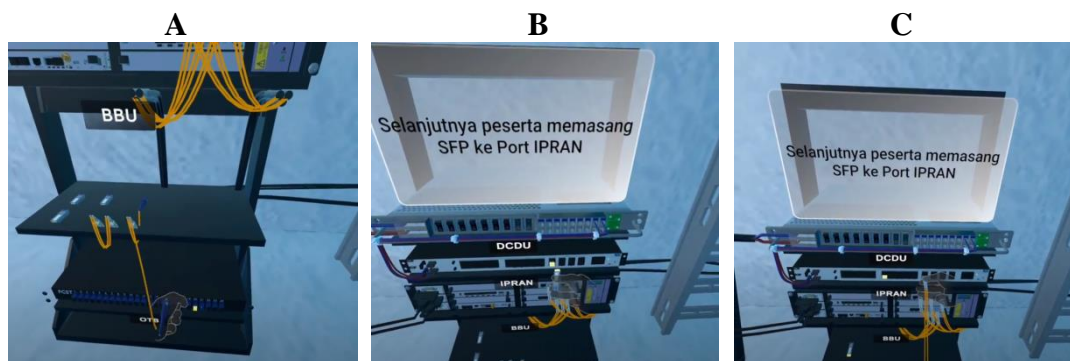 A
B
C
BBU
OTB
Selanjutnya peserta memasang
SFP ke Port IPRAN
DCDU
IPRAN
BBU
Selanjutnya peserta memasang
SFP ke Port IPRAN
DCDU
IPRAN
BBU